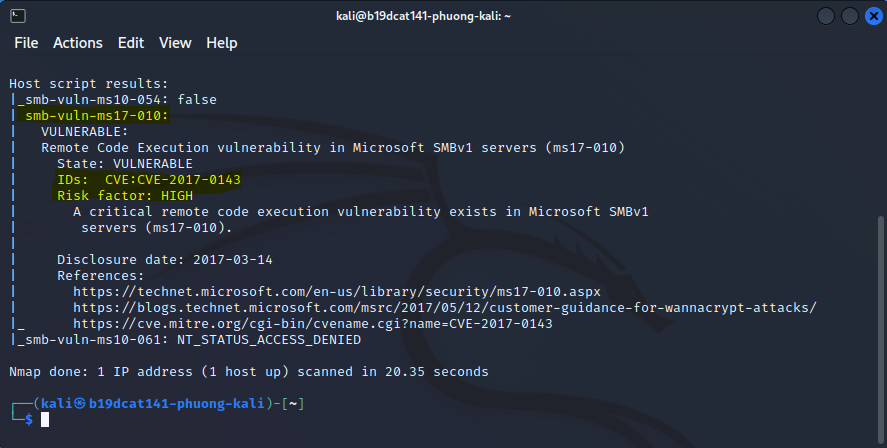 kali@b19dcat141-phuong-kali: ~
File Actions Edit View Help
Host script results:
|_smb-vuln-ms10-054: false
| smb-vuln-ms17-010:
|   VULNERABLE:
|   Remote Code Execution vulnerability in Microsoft SMBv1 servers (ms17-010)
|     State: VULNERABLE
|     IDs:  CVE:CVE-2017-0143
|     Risk factor: HIGH
|       A critical remote code execution vulnerability exists in Microsoft SMBv1
|        servers (ms17-010).
|
|     Disclosure date: 2017-03-14
|     References:
|       https://technet.microsoft.com/en-us/library/security/ms17-010.aspx
|       https://blogs.technet.microsoft.com/msrc/2017/05/12/customer-guidance-for-wannacrypt-attacks/
|_      https://cve.mitre.org/cgi-bin/cvename.cgi?name=CVE-2017-0143
|_smb-vuln-ms10-061: NT_STATUS_ACCESS_DENIED
Nmap done: 1 IP address (1 host up) scanned in 20.35 seconds
┌──(kali㉿b19dcat141-phuong-kali)-[~]
└─$